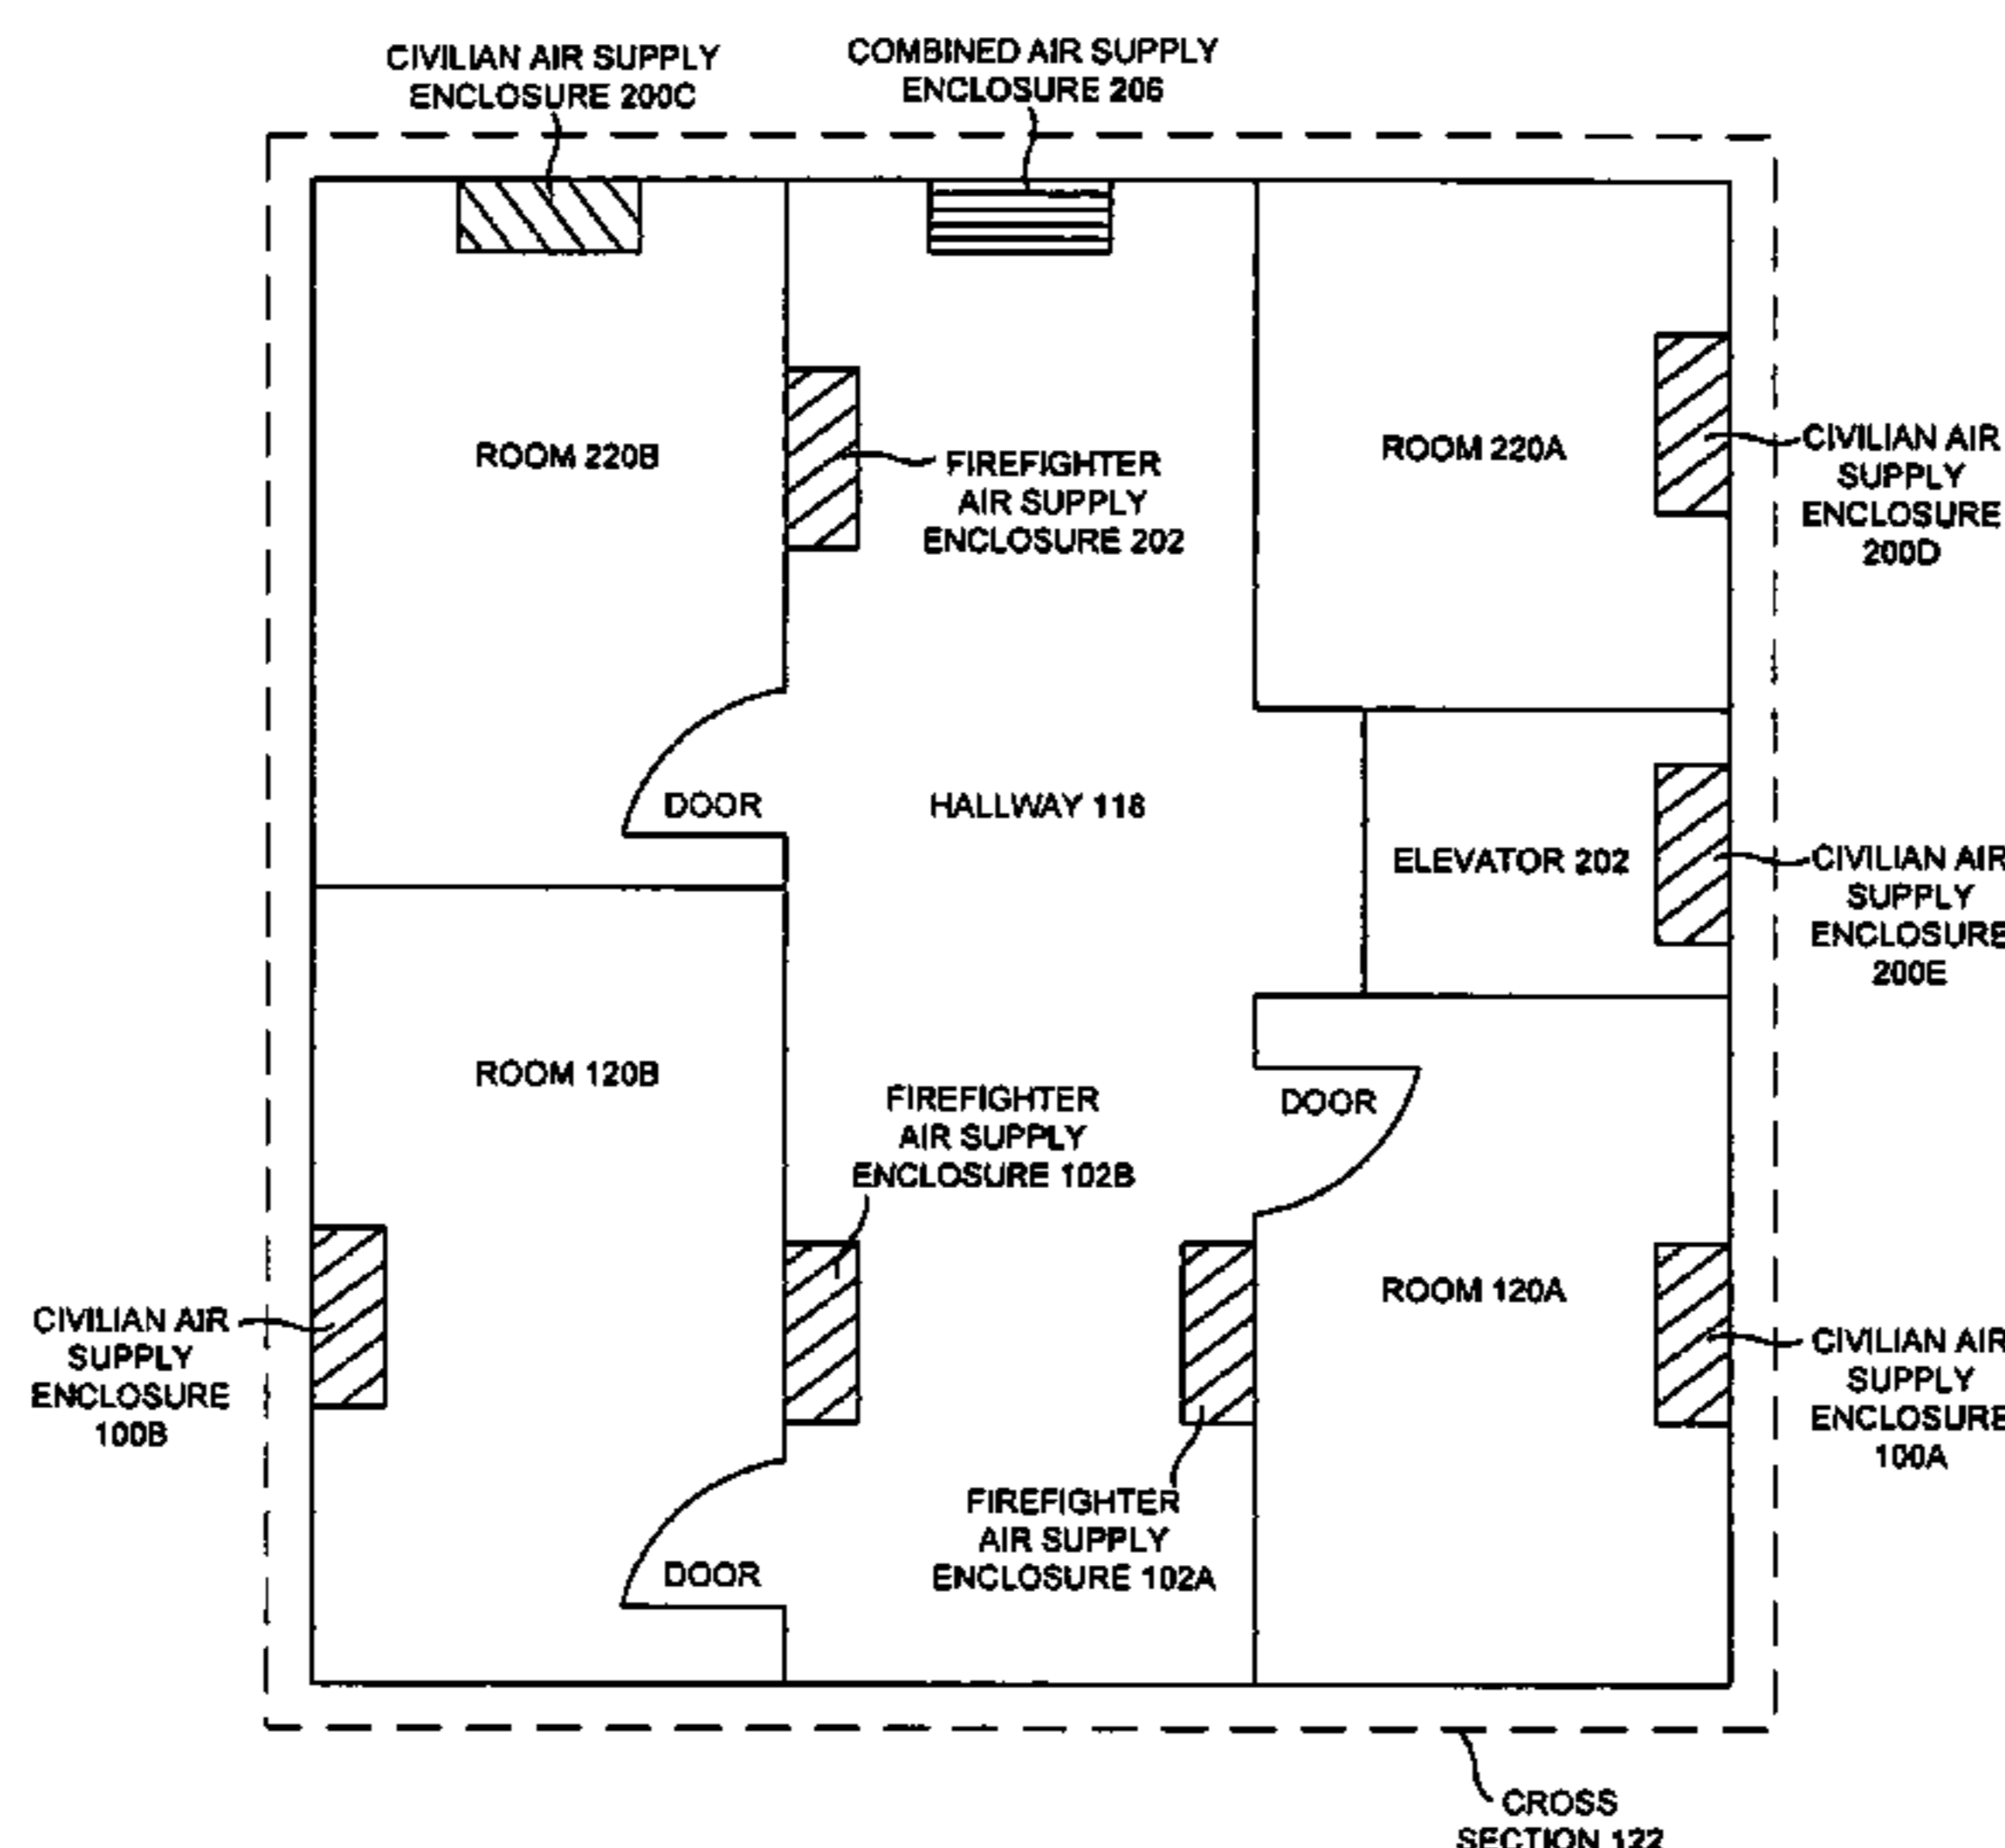 CIVILIAN AIR SUPPLY
ENCLOSURE 200C
COMBINED AIR SUPPLY
ENCLOSURE 206
ROOM 220B
FIREFIGHTER
AIR SUPPLY
ENCLOSURE 202
ROOM 220A
CIVILIAN AIR
SUPPLY
ENCLOSURE
200D
DOOR
HALLWAY 118
ELEVATOR 202
CIVILIAN AIR
SUPPLY
ENCLOSURE
200E
ROOM 120B
FIREFIGHTER
AIR SUPPLY
ENCLOSURE 102B
DOOR
ROOM 120A
CIVILIAN AIR
SUPPLY
ENCLOSURE
100B
CIVILIAN AIR
SUPPLY
ENCLOSURE
100A
FIREFIGHTER
AIR SUPPLY
ENCLOSURE 102A
DOOR
CROSS
SECTION 122